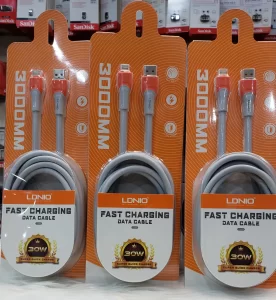 SanDisk
SanDisk
3000MM
LDNIO
FAST CHARGING
DATA CABLE
30W
3000MM
LDNIO
FAST CHARGING
DATA CABLE
30W
3000MM
LDNIO
FAST CHARGING
DATA CABLE
30W